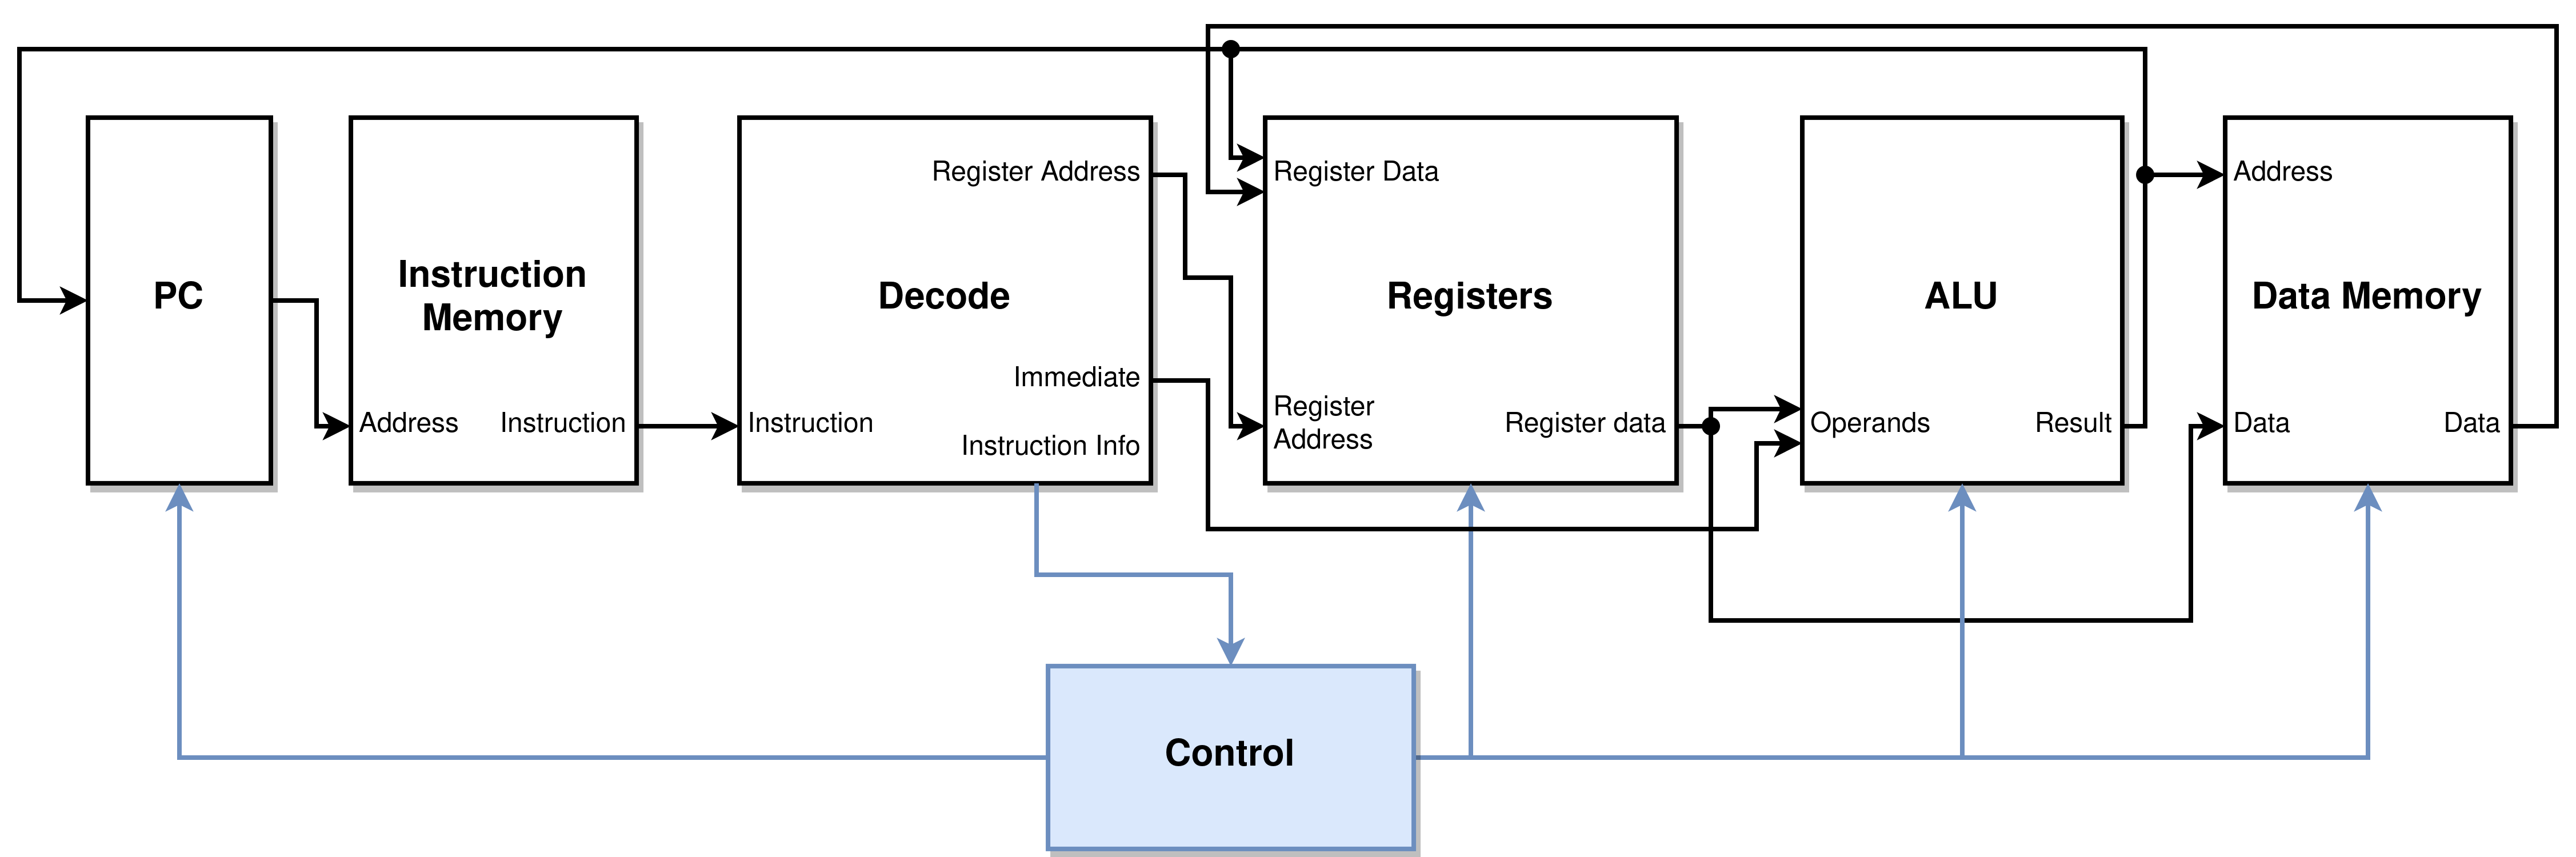 PC
Instruction
Memory
Address
Instruction
Decode
Register Address
Immediate
Instruction
Instruction Info
Registers
Register Data
Register
Address
Register data
ALU
Operands
Result
Data Memory
Address
Data
Data
Control